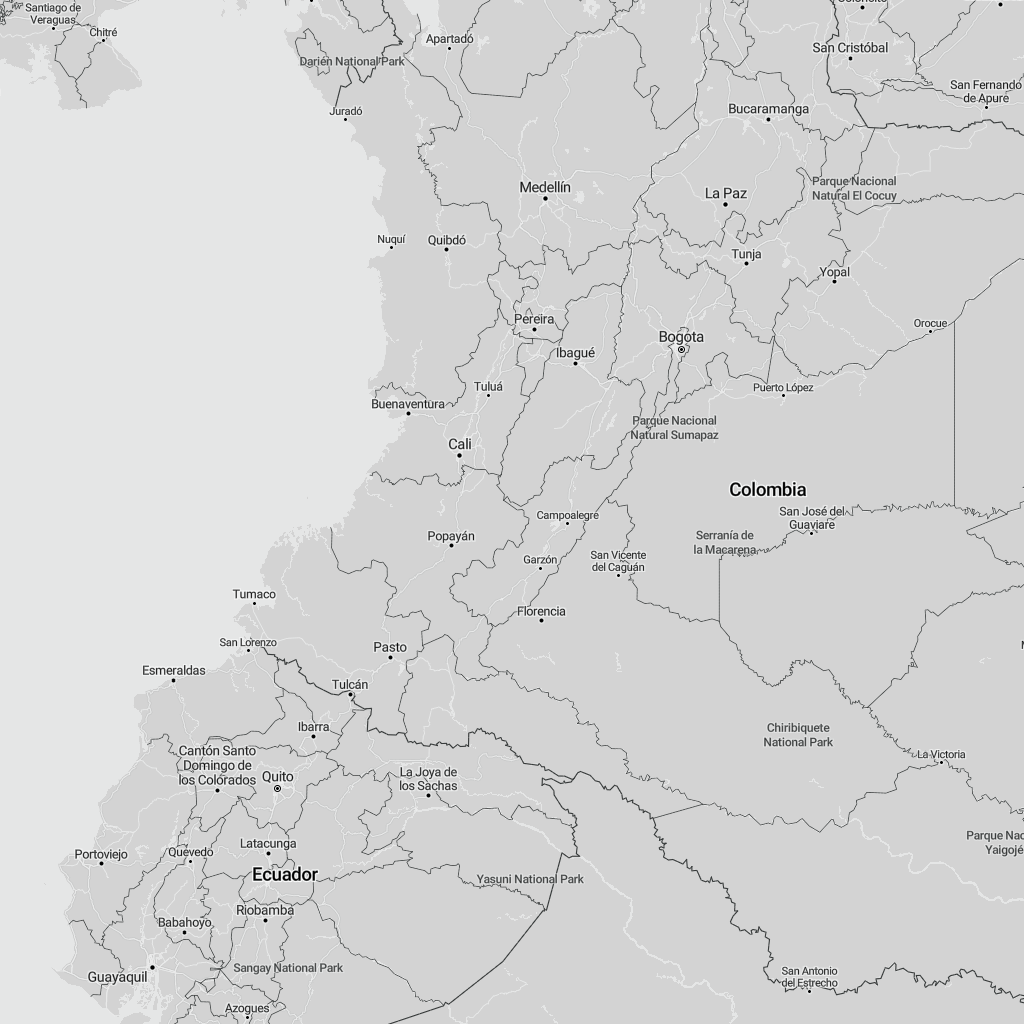 Santiago de
Veraguas
Chitré
Apartadó
San Cristóbal
Darién National Park
San Fernando
de Apure
Juradó
Bucaramanga
Medellín
La Paz
Parque Nacional
Natural El Cocuy
Nuquí
Quibdó
Tunja
Yopal
Pereira
Orocue
Bogota
Ibagué
Tuluá
Puerto López
Buenaventura
Parque Nacional
Natural Sumapaz
Cali
Colombia
Campoalegre
San José del
Guaviare
Popayán
Serranía de
la Macarena
Garzón
San Vicente
del Caguán
Tumaco
Florencia
San Lorenzo
Pasto
Esmeraldas
Tulcán
Ibarra
Chiribiquete
National Park
Cantón Santo
Domingo de
los Colorados
Quito
La Joya de
los Sachas
La Victoria
Latacunga
Portoviejo
Quevedo
Parque Nac
Yaigojé
Ecuador
Yasuni National Park
Riobamba
Babahoyo
Guayaquil
Sangay National Park
San Antonio
del Estrecho
Azogues